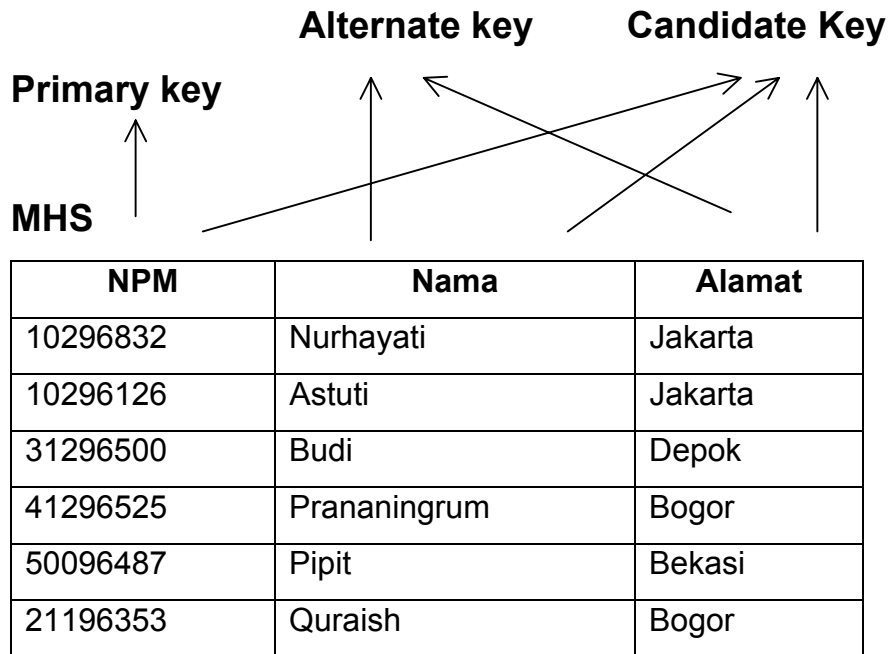 Alternate key Candidate Key
Primary key
MHS
NPM Nama Alamat
10296832 Nurhayati Jakarta
10296126 Astuti Jakarta
31296500 Budi Depok
41296525 Prananingrum Bogor
50096487 Pipit Bekasi
21196353 Quraish Bogor